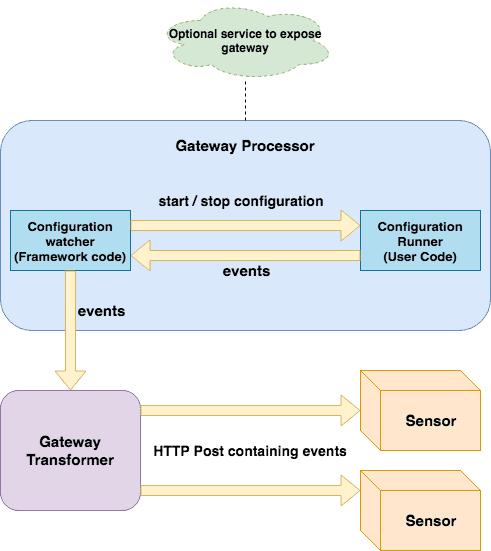 Optional service to expose
gateway
Gateway Processor
start / stop configuration
Configuration
watcher
(Framework code)
Configuration
Runner
(User Code)
events
events
Gateway
Transformer
HTTP Post containing events
Sensor
Sensor